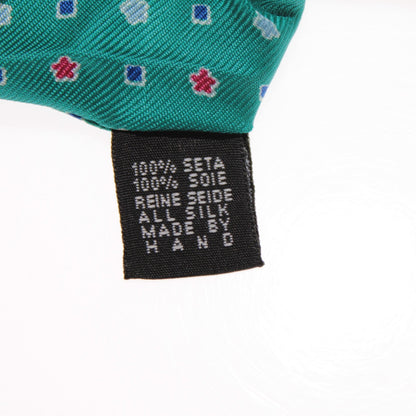 100% SETA
100% SOIE
REINE SEIDE
ALL SILK
MADE BY
HAND